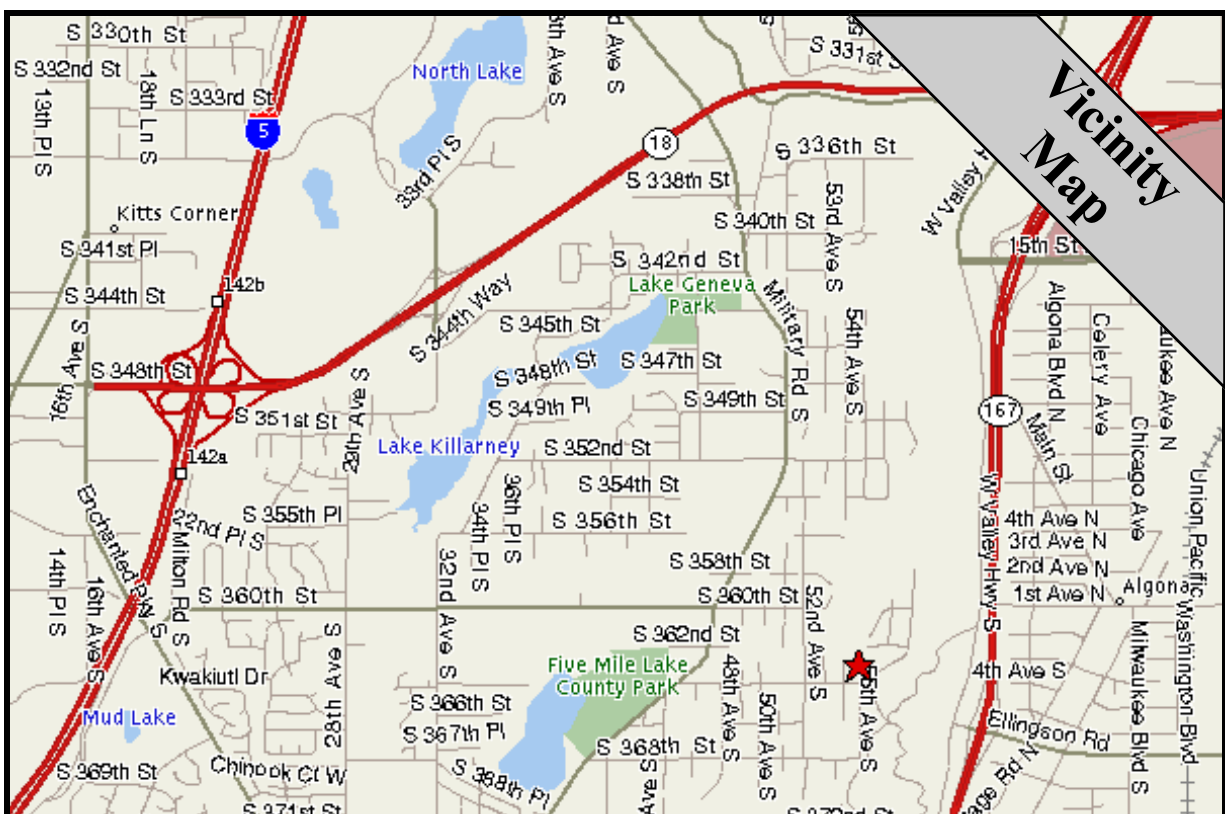 S 330th St
S 331st S
S 332nd St
North Lake
Vicinity
Map
S 333rd St
13th Pl S
18th Ln S
5
18
33rd Pl S
S 336th St
S 338th St
53rd Ave S
W Valley H
Kitts Corner
S 340th St
S 341st Pl
15th St
S 342nd St
Lake Geneva
Park
142b
S 344th St
S 344th Way
S 345th St
Military Rd S
54th Ave S
Algona Blvd N
Celery Ave
aukee Ave N
16th Ave S
S 348th St
S 348th St
S 347th St
S 349th Pl
S 349th St
S 351st St
167
Main St
Chicago Ave
Lake Killarney
S 352nd St
142a
36th Pl S
34th Pl S
S 354th St
Union Pacific
Enchanted
22nd Pl S
S 355th Pl
S 356th St
W Valley Hwy S
4th Ave N
3rd Ave N
2nd Ave N
1st Ave N
Algona
14th Pl S
16th Ave S
Milton Rd S
32nd Ave S
S 358th St
S 360th St
S 360th St
52nd Ave S
28th Ave S
S 362nd St
Five Mile Lake
County Park
48th Ave S
50th Ave S
4th Ave S
Milwaukee Blvd S
Washington Blvd
Kwakiutl Dr
S 366th St
Mud Lake
S 367th Pl
S 368th St
Ellingson Rd
S 369th St
Chinook Ct W
S 368th Pl
S 371st St
Ave S
age Rd N